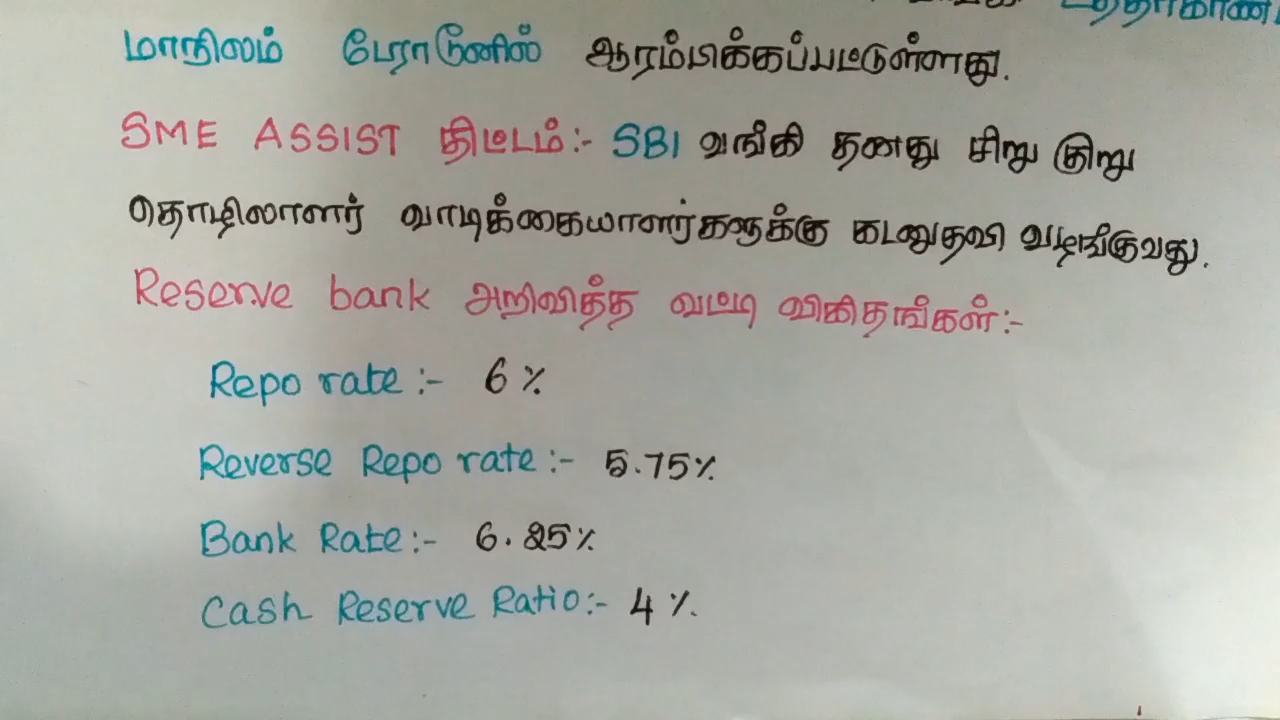 மாநிலம் டேராடூனில் ஆரம்பிக்கப்பட்டுள்ளது.
SME ASSIST திட்டம்:- SBI வங்கி தனது சிறு குறு
தொழிலாளர் வாடிக்கையாளர்களுக்கு கடனுதவி வழங்குவது.
Reserve bank அறிவித்த வட்டி விகிதங்கள்:-
Repo rate:- 6%
Reverse Repo rate:- 5.75%
Bank Rate:- 6.25%
Cash Reserve Ratio:- 4%